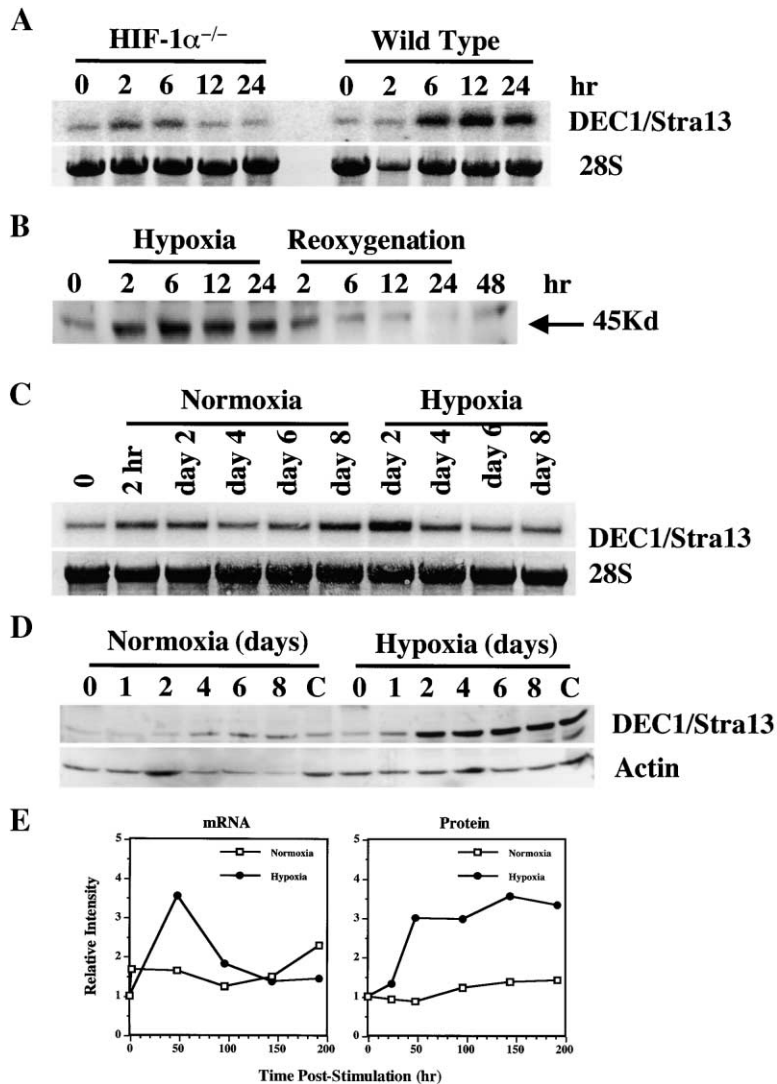 A
HIF-1α⁻/⁻ Wild Type
0 2 6 12 24 0 2 6 12 24 hr
DEC1/Stra13
28S
B
Hypoxia Reoxygenation
0 2 6 12 24 2 6 12 24 48 hr
45Kd
C
Normoxia Hypoxia
0 2 hr day 2 day 4 day 6 day 8 day 2 day 4 day 6 day 8
DEC1/Stra13
28S
D
Normoxia (days) Hypoxia (days)
0 1 2 4 6 8 C 0 1 2 4 6 8 C
DEC1/Stra13
Actin
E
mRNA Protein
Relative Intensity
5 4 3 2 1 0
Normoxia
Hypoxia
0 50 100 150 200
5 4 3 2 1 0
Normoxia
Hypoxia
0 50 100 150 200
Time Post-Stimulation (hr)